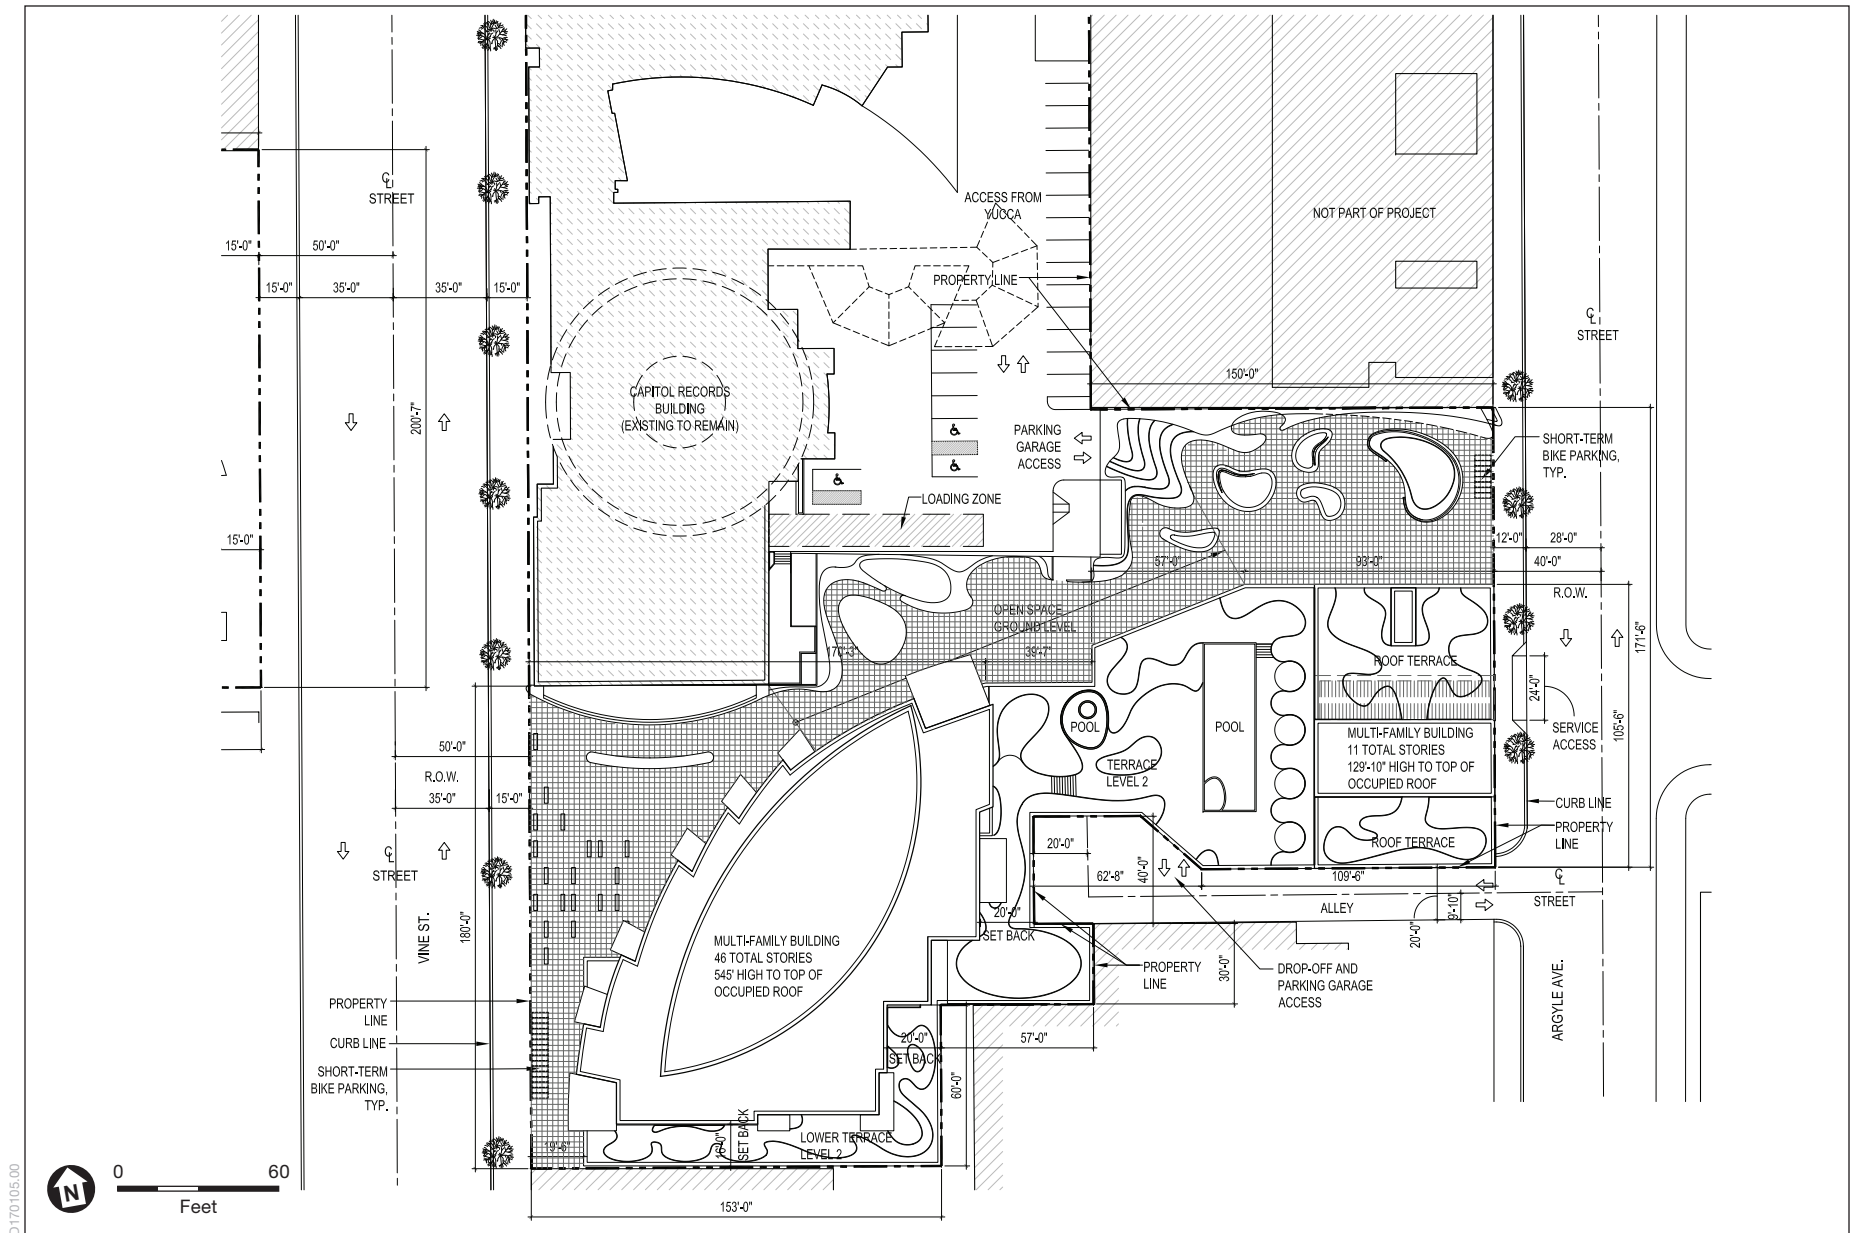 ℄
STREET
15'-0"
50'-0"
15'-0"
35'-0"
35'-0"
15'-0"
200'-7"
15'-0"
ACCESS FROM
YUCCA
PROPERTY LINE
NOT PART OF PROJECT
℄
STREET
150'-0"
CAPITOL RECORDS
BUILDING
(EXISTING TO REMAIN)
PARKING
GARAGE
ACCESS
LOADING ZONE
SHORT-TERM
BIKE PARKING,
TYP.
12'-0"
28'-0"
57'-0"
93'-0"
40'-0"
R.O.W.
OPEN SPACE
GROUND LEVEL
170'-3"
39'-7"
ROOF TERRACE
171'-6"
24'-0"
105'-6"
SERVICE
ACCESS
POOL
POOL
TERRACE
LEVEL 2
MULTI-FAMILY BUILDING
11 TOTAL STORIES
129'-10" HIGH TO TOP OF
OCCUPIED ROOF
50'-0"
R.O.W.
35'-0"
15'-0"
CURB LINE
PROPERTY
LINE
ROOF TERRACE
℄
STREET
20'-0"
62'-8"
40'-0"
109'-6"
℄
STREET
ALLEY
9'-10"
20'-0"
20'-0"
SET BACK
VINE ST.
180'-0"
MULTI-FAMILY BUILDING
46 TOTAL STORIES
545' HIGH TO TOP OF
OCCUPIED ROOF
PROPERTY
LINE
30'-0"
DROP-OFF AND
PARKING GARAGE
ACCESS
ARGYLE AVE.
PROPERTY
LINE
CURB LINE
SHORT-TERM
BIKE PARKING,
TYP.
20'-0"
SET BACK
57'-0"
60'-0"
19'-6"
16'-0"
SET BACK
LOWER TERRACE
LEVEL 2
153'-0"
N
0
60
Feet
D170105.00